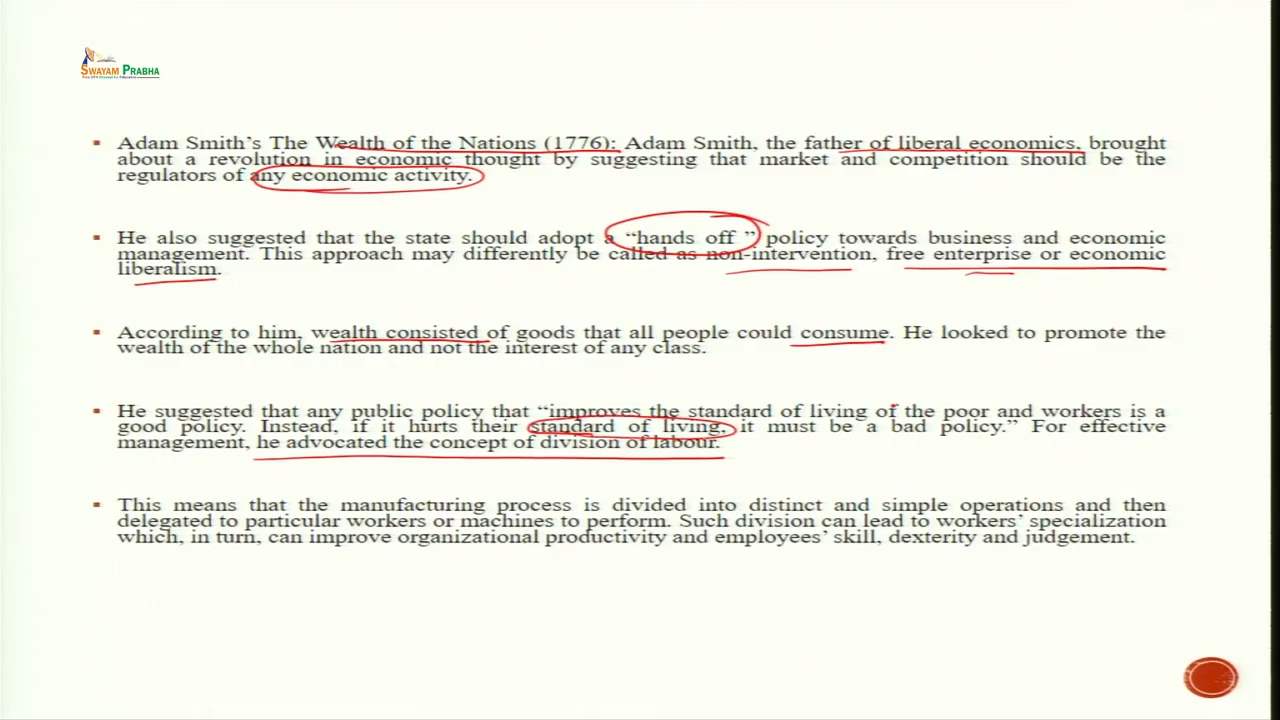 SWAYAM PRABHA
▪ Adam Smith's The Wealth of the Nations (1776): Adam Smith, the father of liberal economics, brought
about a revolution in economic thought by suggesting that market and competition should be the
regulators of any economic activity.
▪ He also suggested that the state should adopt a “hands off ” policy towards business and economic
management. This approach may differently be called as non-intervention, free enterprise or economic
liberalism.
▪ According to him, wealth consisted of goods that all people could consume. He looked to promote the
wealth of the whole nation and not the interest of any class.
▪ He suggested that any public policy that “improves the standard of living of the poor and workers is a
good policy. Instead, if it hurts their standard of living, it must be a bad policy.” For effective
management, he advocated the concept of division of labour.
▪ This means that the manufacturing process is divided into distinct and simple operations and then
delegated to particular workers or machines to perform. Such division can lead to workers' specialization
which, in turn, can improve organizational productivity and employees' skill, dexterity and judgement.